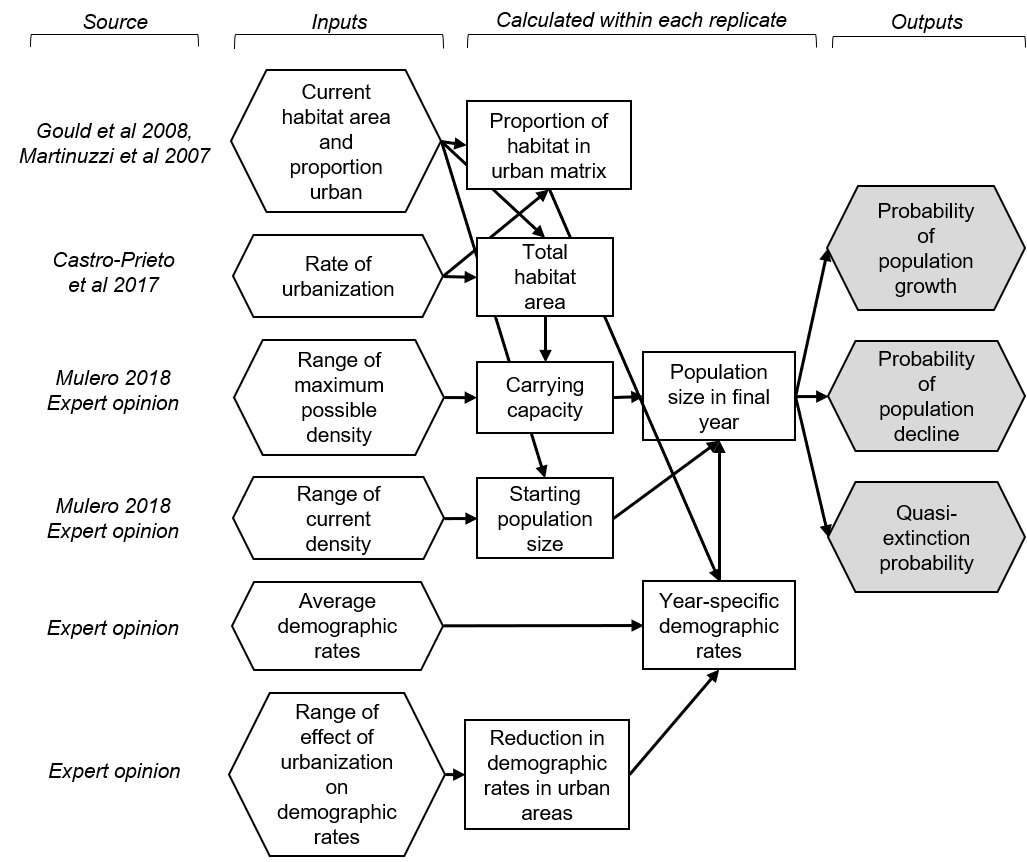 Source
Inputs
Calculated within each replicate
Outputs
Gould et al 2008,
Martinuzzi et al 2007
Current
habitat area
and
proportion
urban
Proportion of
habitat in
urban matrix
Castro-Prieto
et al 2017
Rate of
urbanization
Total
habitat
area
Probability
of
population
growth
Mulero 2018
Expert opinion
Range of
maximum
possible
density
Carrying
capacity
Population
size in final
year
Probability
of
population
decline
Mulero 2018
Expert opinion
Range of
current
density
Starting
population
size
Quasi-
extinction
probability
Expert opinion
Average
demographic
rates
Year-specific
demographic
rates
Expert opinion
Range of
effect of
urbanization
on
demographic
rates
Reduction in
demographic
rates in urban
areas